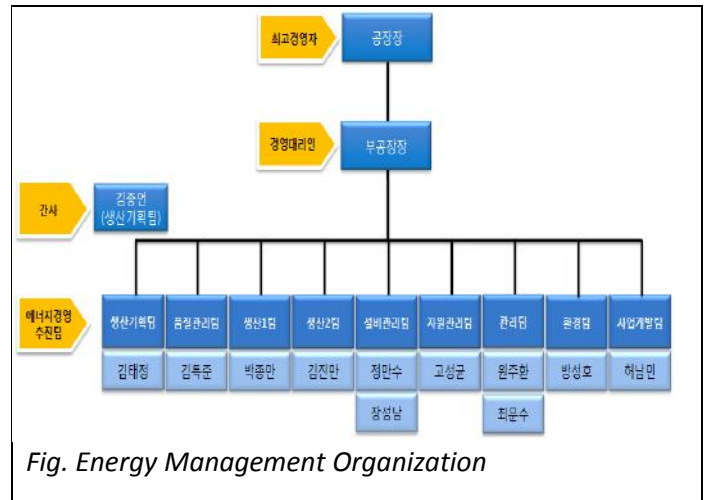 최고경영자
공장장
경영대리인
부공장장
간사
김종언
(생산기획팀)
에너지경영
추진팀
생산기획팀
품질관리팀
생산1팀
생산2팀
설비관리팀
자원관리팀
관리팀
환경팀
사업개발팀
김태정
김특준
박종만
김진만
정만수
고성균
원주환
방성호
허남민
장성남
최문수
Fig. Energy Management Organization